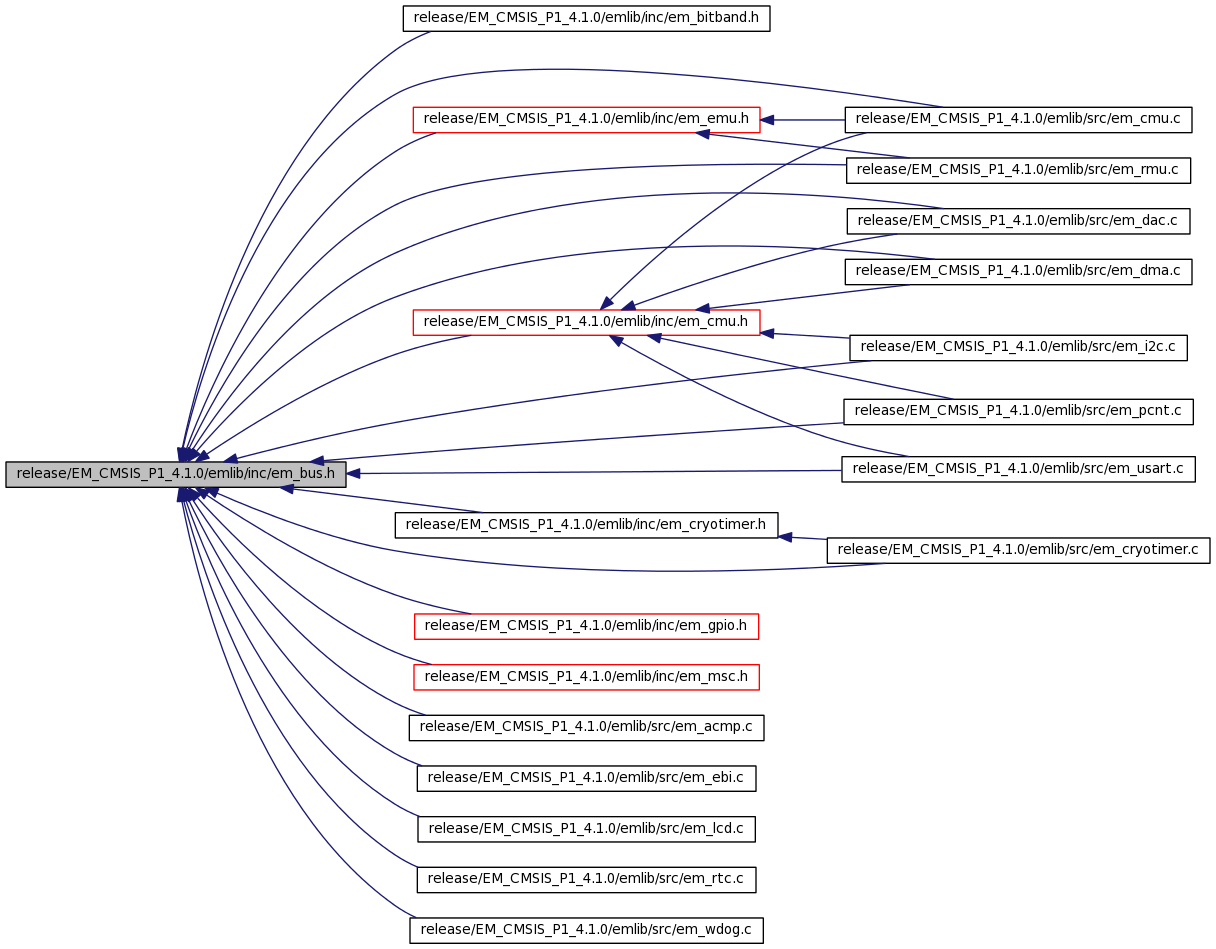 release/EM_CMSIS_P1_4.1.0/emlib/inc/em_bitband.h
release/EM_CMSIS_P1_4.1.0/emlib/inc/em_emu.h
release/EM_CMSIS_P1_4.1.0/emlib/src/em_cmu.c
release/EM_CMSIS_P1_4.1.0/emlib/src/em_rmu.c
release/EM_CMSIS_P1_4.1.0/emlib/src/em_dac.c
release/EM_CMSIS_P1_4.1.0/emlib/src/em_dma.c
release/EM_CMSIS_P1_4.1.0/emlib/inc/em_cmu.h
release/EM_CMSIS_P1_4.1.0/emlib/src/em_i2c.c
release/EM_CMSIS_P1_4.1.0/emlib/src/em_pcnt.c
release/EM_CMSIS_P1_4.1.0/emlib/inc/em_bus.h
release/EM_CMSIS_P1_4.1.0/emlib/src/em_usart.c
release/EM_CMSIS_P1_4.1.0/emlib/inc/em_cryotimer.h
release/EM_CMSIS_P1_4.1.0/emlib/src/em_cryotimer.c
release/EM_CMSIS_P1_4.1.0/emlib/inc/em_gpio.h
release/EM_CMSIS_P1_4.1.0/emlib/inc/em_msc.h
release/EM_CMSIS_P1_4.1.0/emlib/src/em_acmp.c
release/EM_CMSIS_P1_4.1.0/emlib/src/em_ebi.c
release/EM_CMSIS_P1_4.1.0/emlib/src/em_lcd.c
release/EM_CMSIS_P1_4.1.0/emlib/src/em_rtc.c
release/EM_CMSIS_P1_4.1.0/emlib/src/em_wdog.c